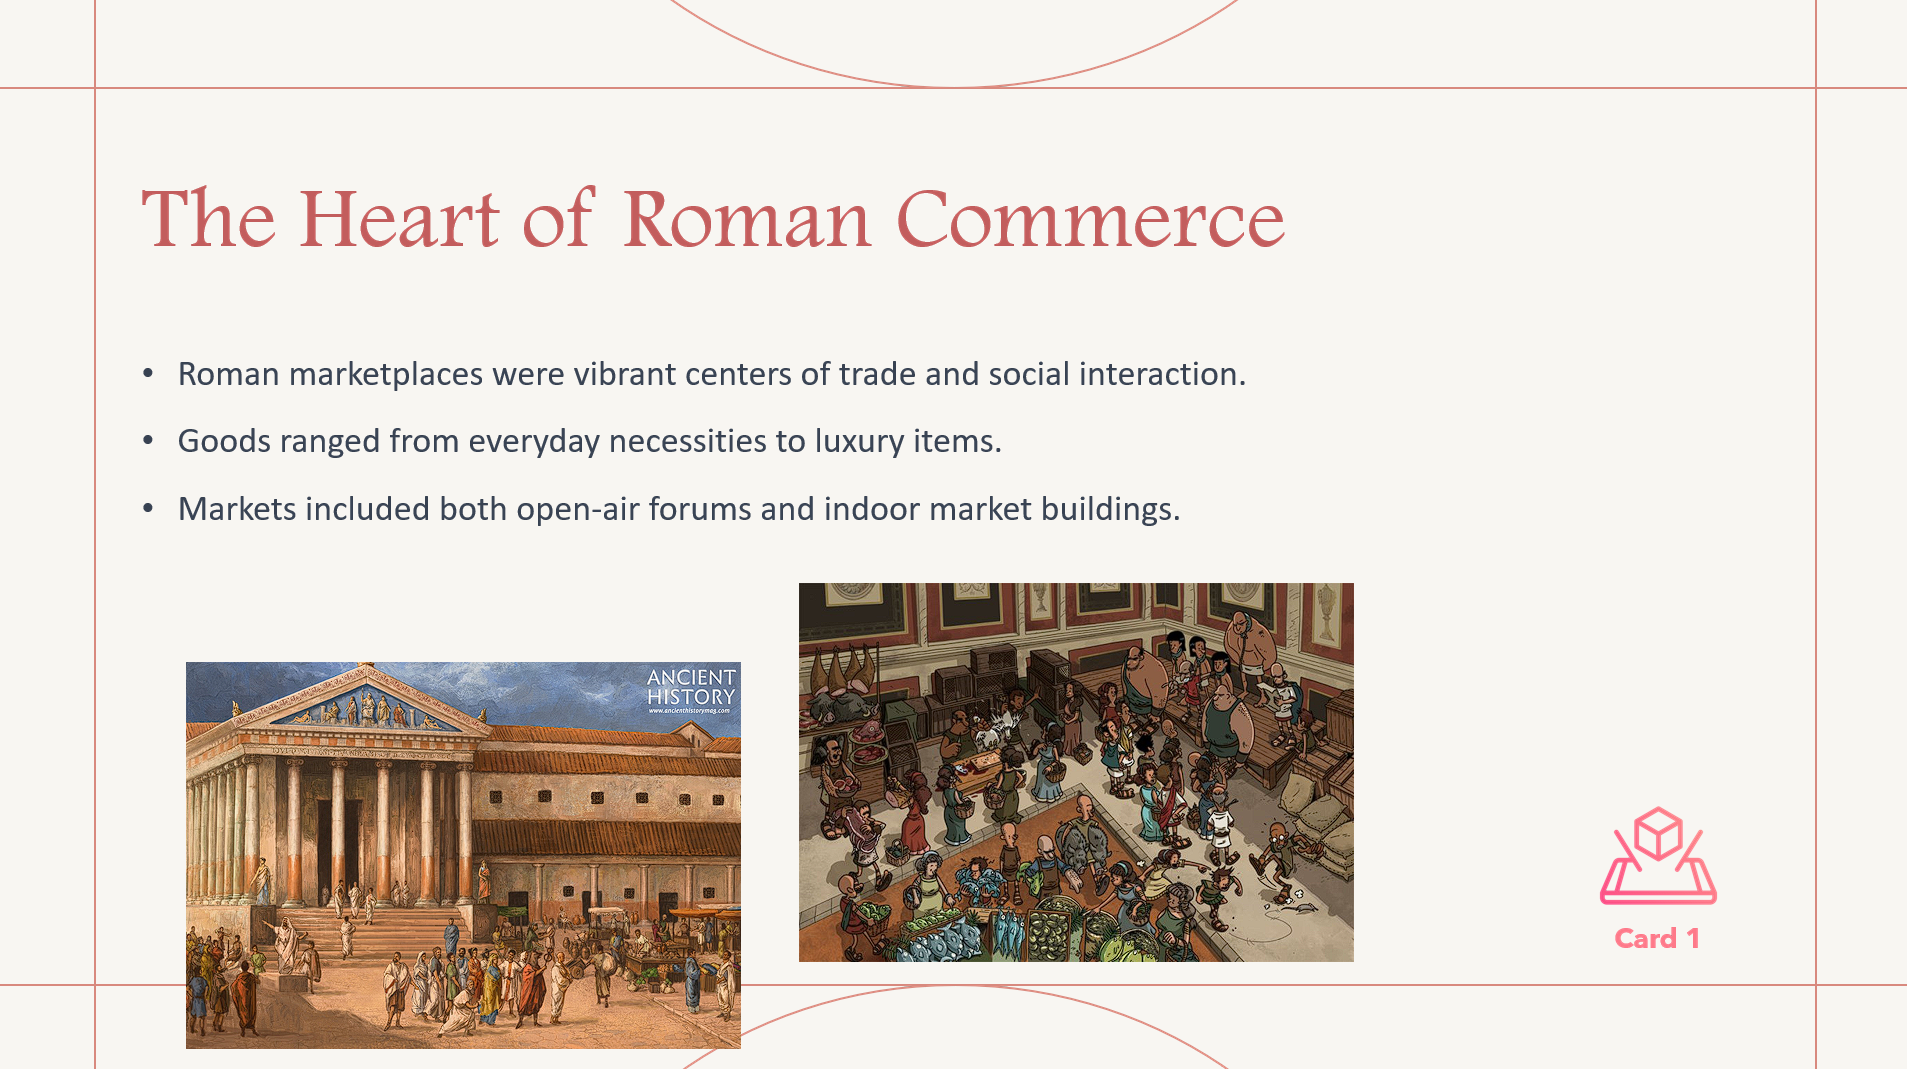 The Heart of Roman Commerce
• Roman marketplaces were vibrant centers of trade and social interaction.
• Goods ranged from everyday necessities to luxury items.
• Markets included both open-air forums and indoor market buildings.
ANCIENT
HISTORY
www.ancienthistorymag.com
Card 1